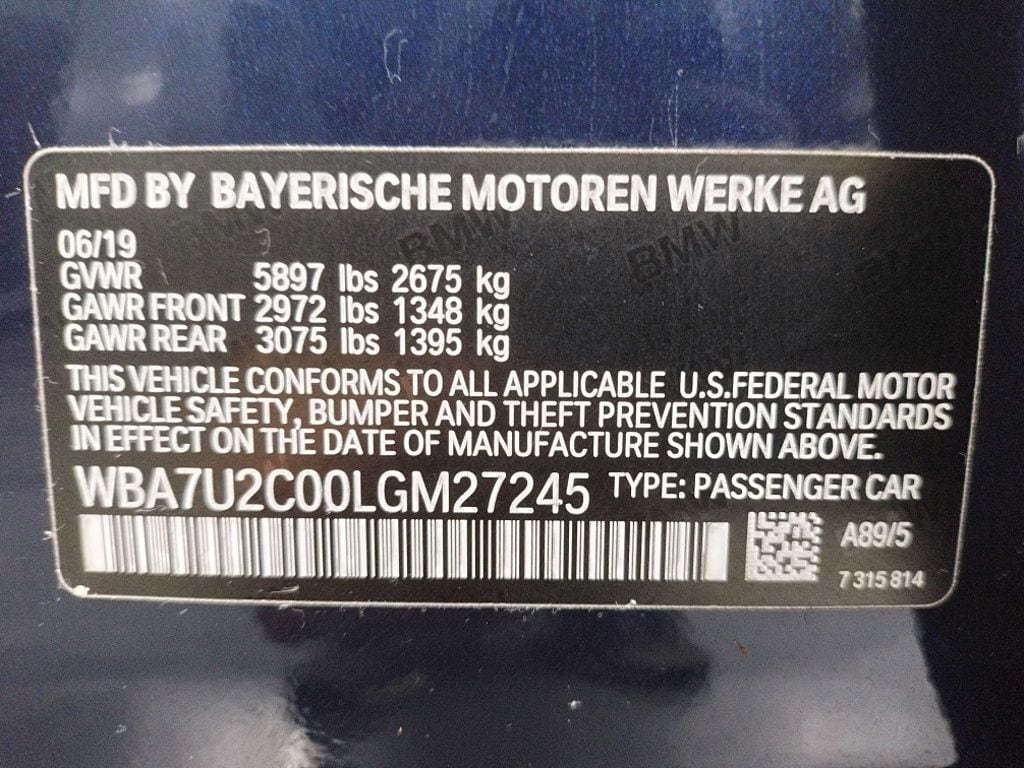 MFD BY BAYERISCHE MOTOREN WERKE AG
06/19
GVWR 5897 lbs 2675 kg
GAWR FRONT 2972 lbs 1348 kg
GAWR REAR 3075 lbs 1395 kg
THIS VEHICLE CONFORMS TO ALL APPLICABLE U.S.FEDERAL MOTOR
VEHICLE SAFETY, BUMPER AND THEFT PREVENTION STANDARDS
IN EFFECT ON THE DATE OF MANUFACTURE SHOWN ABOVE.
WBA7U2C00LGM27245 TYPE: PASSENGER CAR
A89/5
7 315 814
BMW
BMW